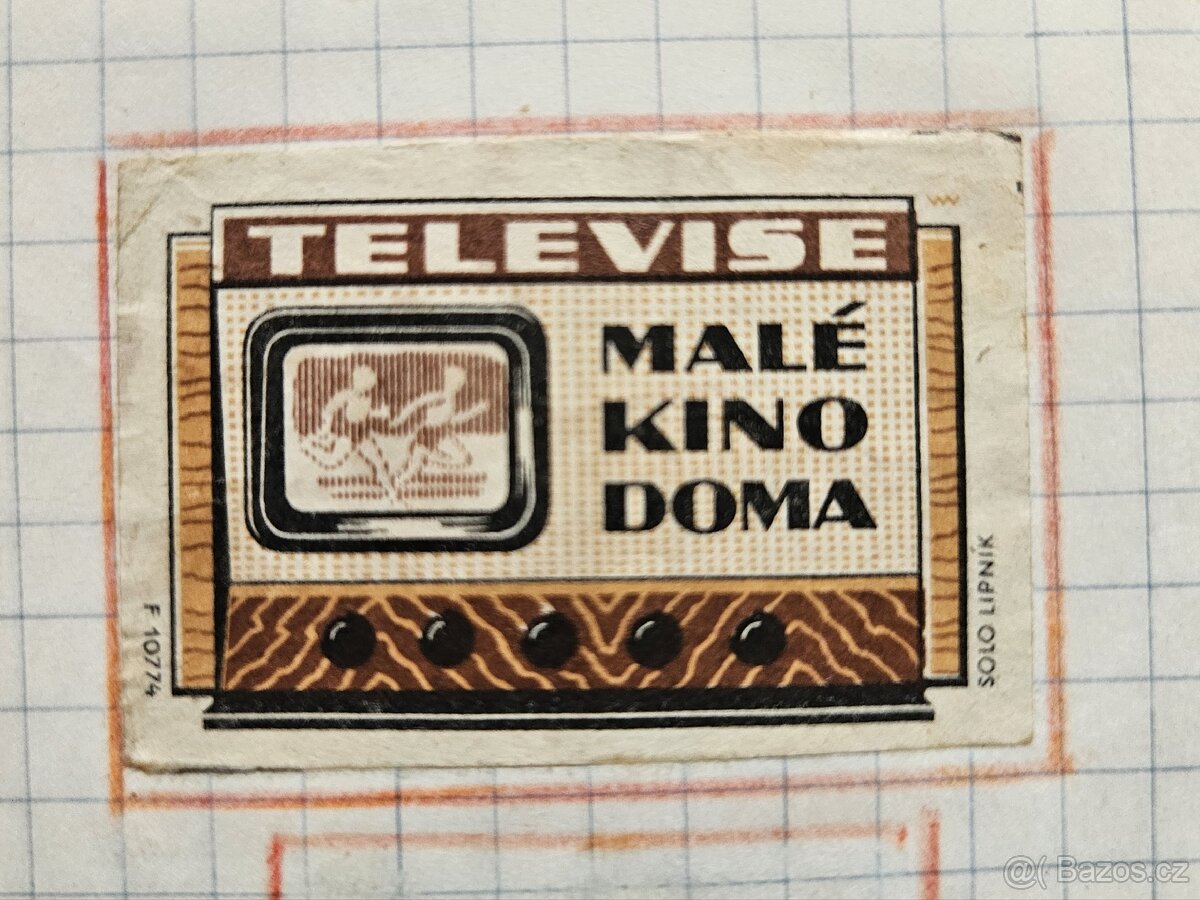 TELEVISE
MALÉ
KINO
DOMA
F 10774
SOLO LIPNÍK
@( Bazos.cz